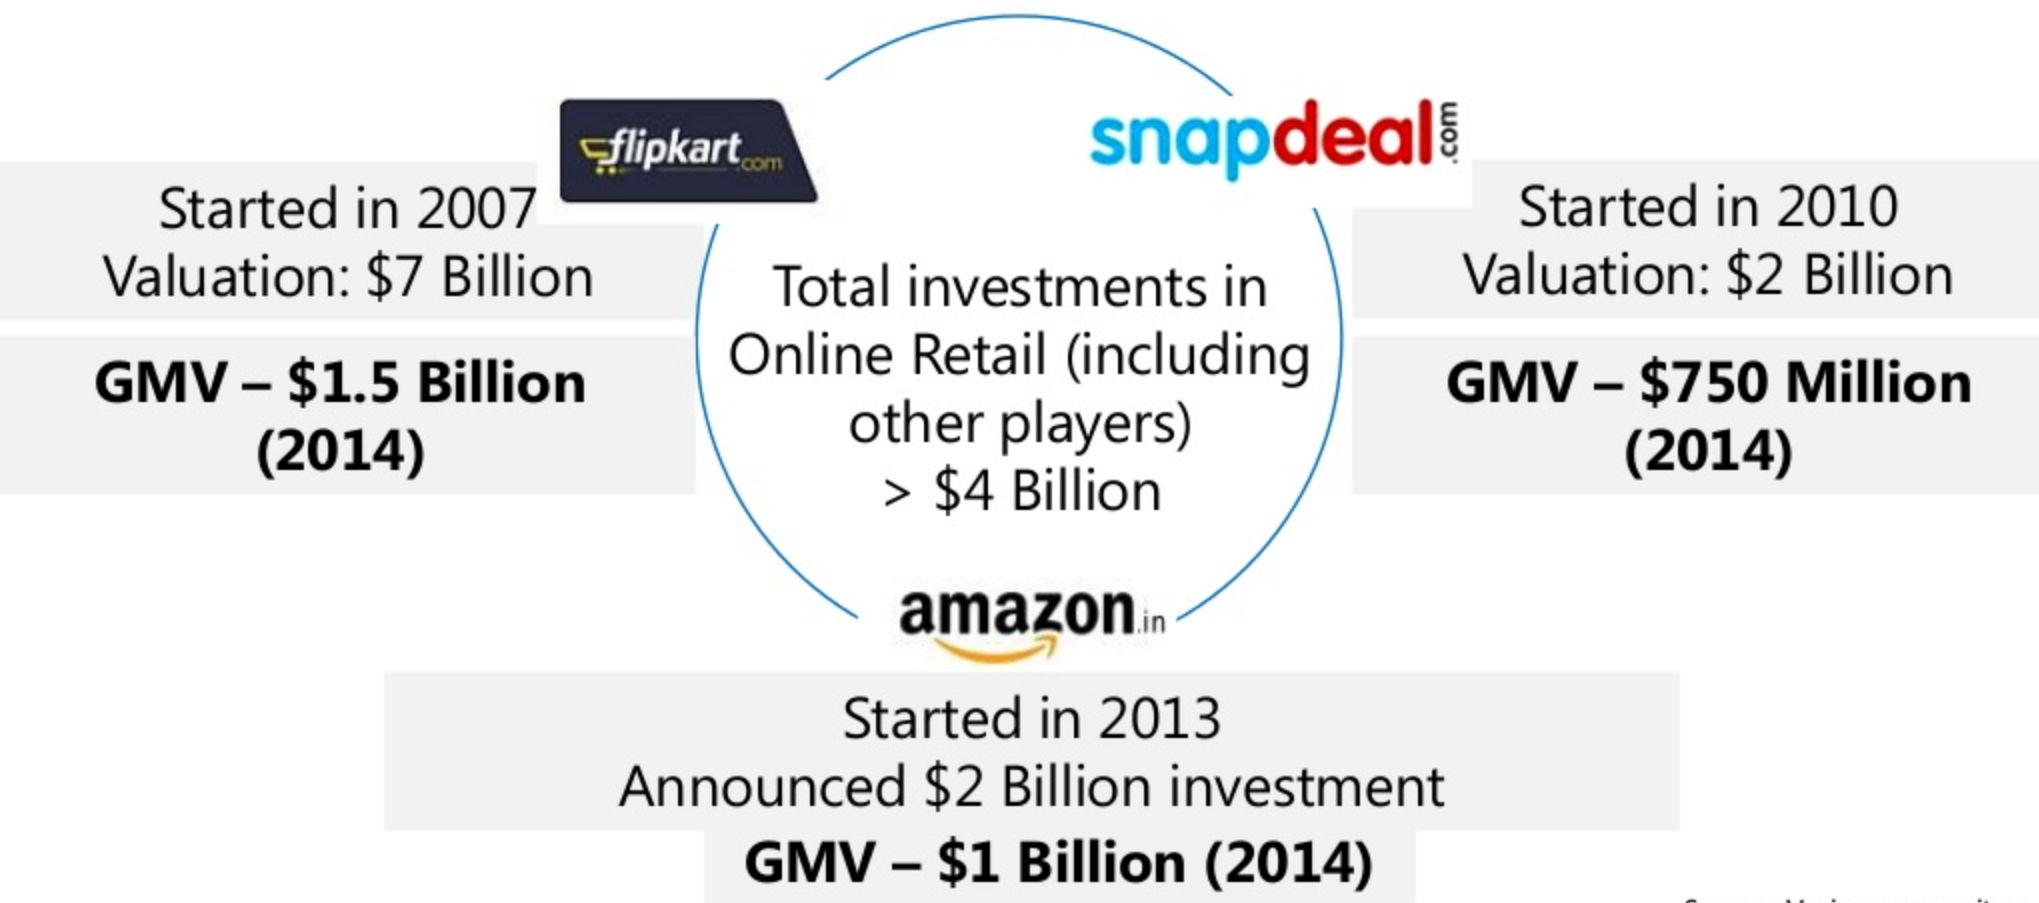 flipkart.com
Started in 2007
Valuation: $7 Billion
GMV – $1.5 Billion
(2014)
snapdeal.com
Started in 2010
Valuation: $2 Billion
GMV – $750 Million
(2014)
Total investments in
Online Retail (including
other players)
> $4 Billion
amazon.in
Started in 2013
Announced $2 Billion investment
GMV – $1 Billion (2014)